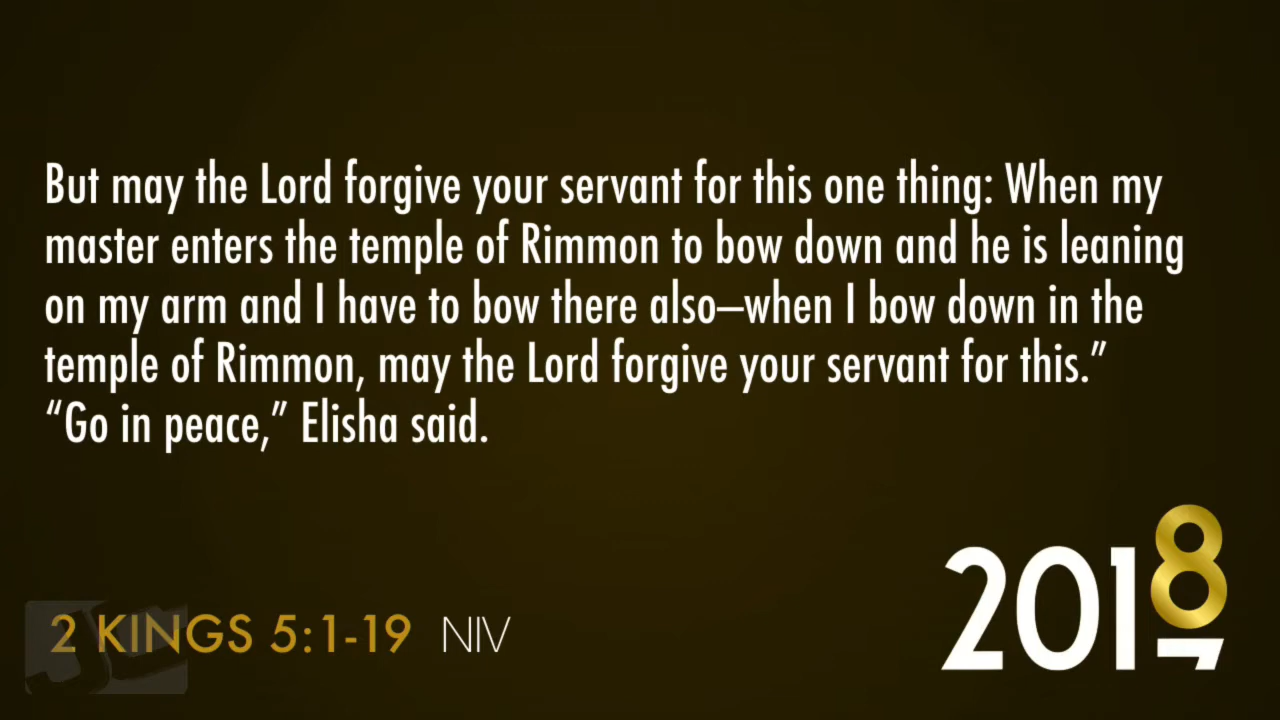 But may the Lord forgive your servant for this one thing: When my
master enters the temple of Rimmon to bow down and he is leaning
on my arm and I have to bow there also—when I bow down in the
temple of Rimmon, may the Lord forgive your servant for this.”
“Go in peace,” Elisha said.
2 KINGS 5:1-19 NIV
2018
7